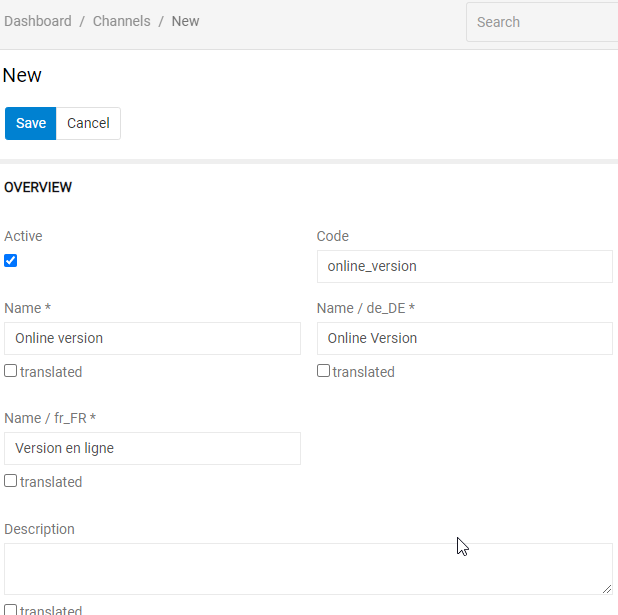 Dashboard / Channels / New
Search
New
Save Cancel
OVERVIEW
Active
Code
online_version
Name *
Online version
translated
Name / de_DE *
Online Version
translated
Name / fr_FR *
Version en ligne
translated
Description
translated